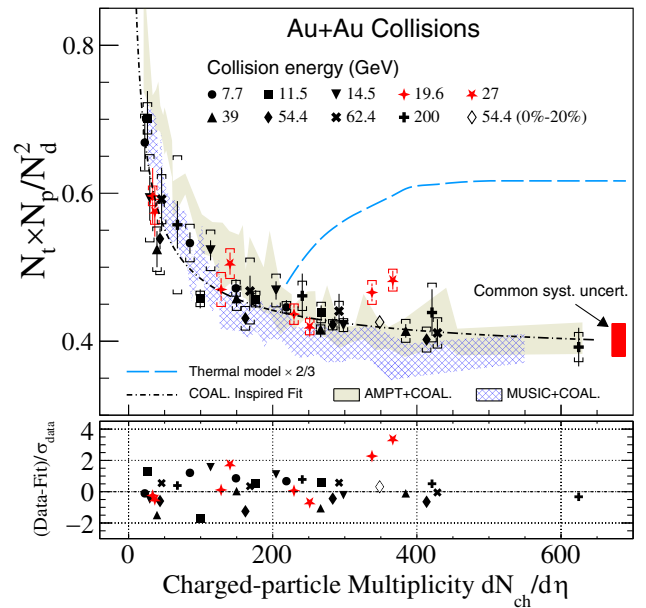 Au+Au Collisions
Collision energy (GeV)
7.7 11.5 14.5 19.6 27
39 54.4 62.4 200 54.4 (0%-20%)
0.8
0.6
0.4
N_t×N_p/N_d^2
Common syst. uncert.
Thermal model × 2/3
COAL. Inspired Fit AMPT+COAL. MUSIC+COAL.
4
2
0
−2
(Data-Fit)/σ_data
0 200 400 600
Charged-particle Multiplicity dN_ch/dη